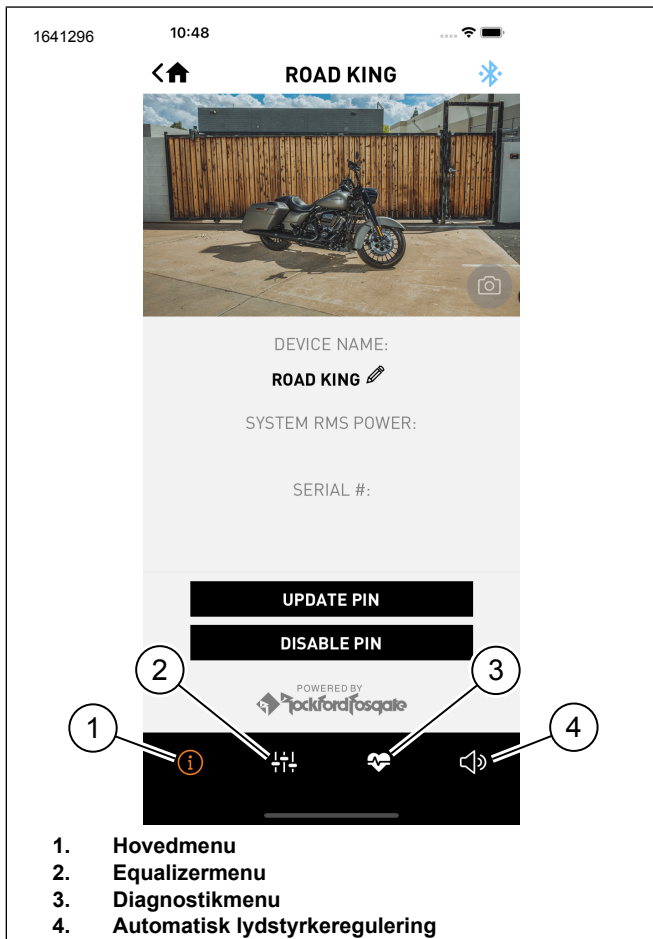 1641296
10:48
ROAD KING
DEVICE NAME:
ROAD KING
SYSTEM RMS POWER:
SERIAL #:
UPDATE PIN
DISABLE PIN
2
3
POWERED BY
Rockford Fosgate
1
4
1. Hovedmenu
2. Equalizermenu
3. Diagnostikmenu
4. Automatisk lydstyrkeregulering